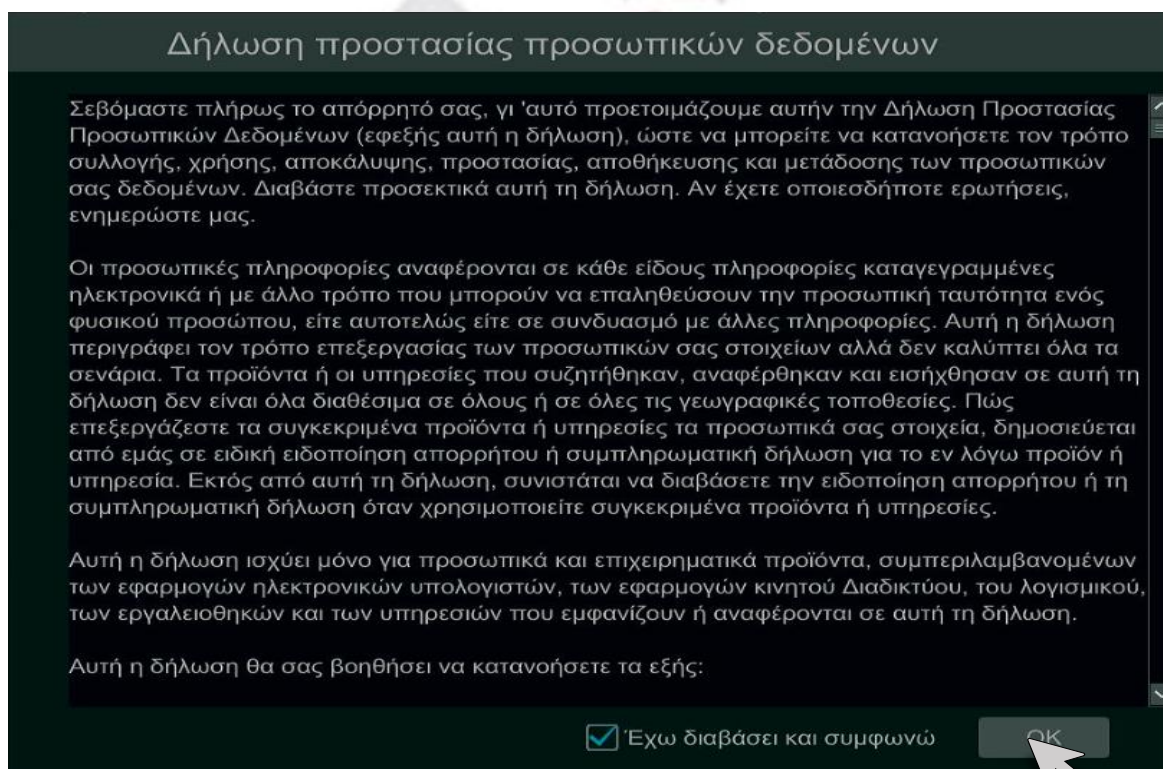 Δήλωση προστασίας προσωπικών δεδομένων
Σεβόμαστε πλήρως το απόρρητό σας, γι 'αυτό προετοιμάζουμε αυτήν την Δήλωση Προστασίας
Προσωπικών Δεδομένων (εφεξής αυτή η δήλωση), ώστε να μπορείτε να κατανοήσετε τον τρόπο
συλλογής, χρήσης, αποκάλυψης, προστασίας, αποθήκευσης και μετάδοσης των προσωπικών
σας δεδομένων. Διαβάστε προσεκτικά αυτή τη δήλωση. Αν έχετε οποιεσδήποτε ερωτήσεις,
ενημερώστε μας.
Οι προσωπικές πληροφορίες αναφέρονται σε κάθε είδους πληροφορίες καταγεγραμμένες
ηλεκτρονικά ή με άλλο τρόπο που μπορούν να επαληθεύσουν την προσωπική ταυτότητα ενός
φυσικού προσώπου, είτε αυτοτελώς είτε σε συνδυασμό με άλλες πληροφορίες. Αυτή η δήλωση
περιγράφει τον τρόπο επεξεργασίας των προσωπικών σας στοιχείων αλλά δεν καλύπτει όλα τα
σενάρια. Τα προϊόντα ή οι υπηρεσίες που συζητήθηκαν, αναφέρθηκαν και εισήχθησαν σε αυτή τη
δήλωση δεν είναι όλα διαθέσιμα σε όλους ή σε όλες τις γεωγραφικές τοποθεσίες. Πώς
επεξεργάζεστε τα συγκεκριμένα προϊόντα ή υπηρεσίες τα προσωπικά σας στοιχεία, δημοσιεύεται
από εμάς σε ειδική ειδοποίηση απορρήτου ή συμπληρωματική δήλωση για το εν λόγω προϊόν ή
υπηρεσία. Εκτός από αυτή τη δήλωση, συνιστάται να διαβάσετε την ειδοποίηση απορρήτου ή τη
συμπληρωματική δήλωση όταν χρησιμοποιείτε συγκεκριμένα προϊόντα ή υπηρεσίες.
Αυτή η δήλωση ισχύει μόνο για προσωπικά και επιχειρηματικά προϊόντα, συμπεριλαμβανομένων
των εφαρμογών ηλεκτρονικών υπολογιστών, των εφαρμογών κινητού Διαδικτύου, του λογισμικού,
των εργαλειοθηκών και των υπηρεσιών που εμφανίζουν ή αναφέρονται σε αυτή τη δήλωση.
Αυτή η δήλωση θα σας βοηθήσει να κατανοήσετε τα εξής:
Έχω διαβάσει και συμφωνώ
OK